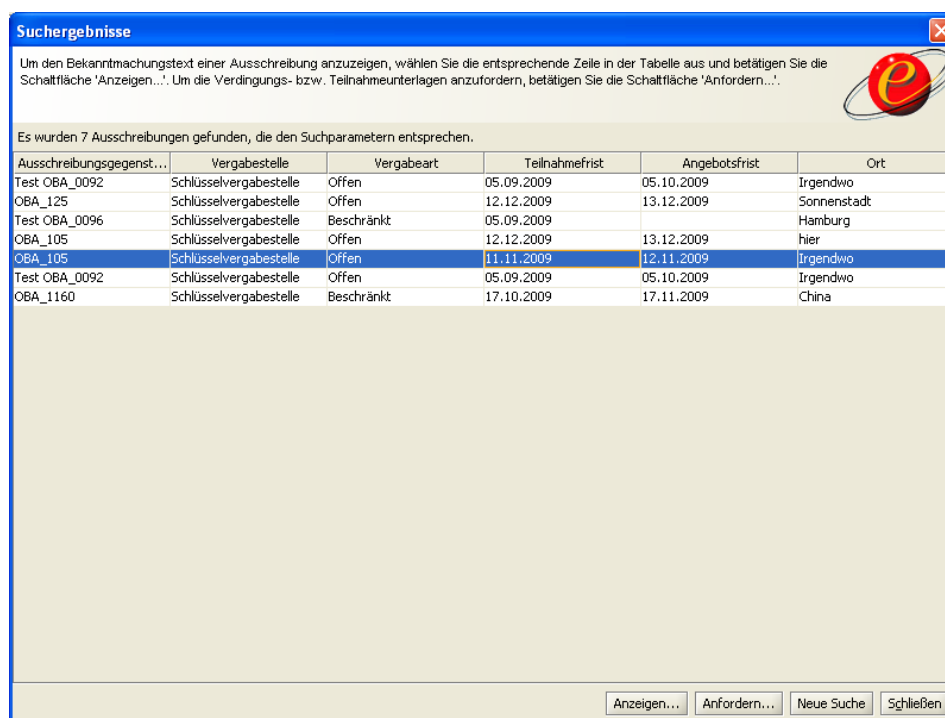 Suchergebnisse
Um den Bekanntmachungstext einer Ausschreibung anzuzeigen, wählen Sie die entsprechende Zeile in der Tabelle aus und betätigen Sie die
Schaltfläche 'Anzeigen...'. Um die Verdingungs- bzw. Teilnahmeunterlagen anzufordern, betätigen Sie die Schaltfläche 'Anfordern...'.
e
Es wurden 7 Ausschreibungen gefunden, die den Suchparametern entsprechen.
Ausschreibungsgegenst... Vergabestelle Vergabeart Teilnahmefrist Angebotsfrist Ort
Test OBA_0092 Schlüsselvergabestelle Offen 05.09.2009 05.10.2009 Irgendwo
OBA_125 Schlüsselvergabestelle Offen 12.12.2009 13.12.2009 Sonnenstadt
Test OBA_0096 Schlüsselvergabestelle Beschränkt 05.09.2009 Hamburg
OBA_105 Schlüsselvergabestelle Offen 12.12.2009 13.12.2009 hier
OBA_105 Schlüsselvergabestelle Offen 11.11.2009 12.11.2009 Irgendwo
Test OBA_0092 Schlüsselvergabestelle Offen 05.09.2009 05.10.2009 Irgendwo
OBA_1160 Schlüsselvergabestelle Beschränkt 17.10.2009 17.11.2009 China
Anzeigen... Anfordern... Neue Suche Schließen